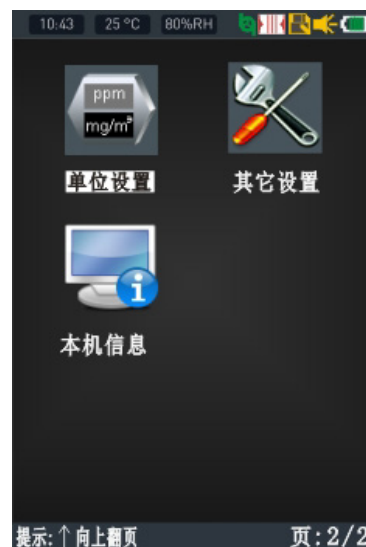 10:43 25℃ 80%RH
ppm
mg/m³
单位设置 其它设置
本机信息
提示:↑向上翻页 页:2/2